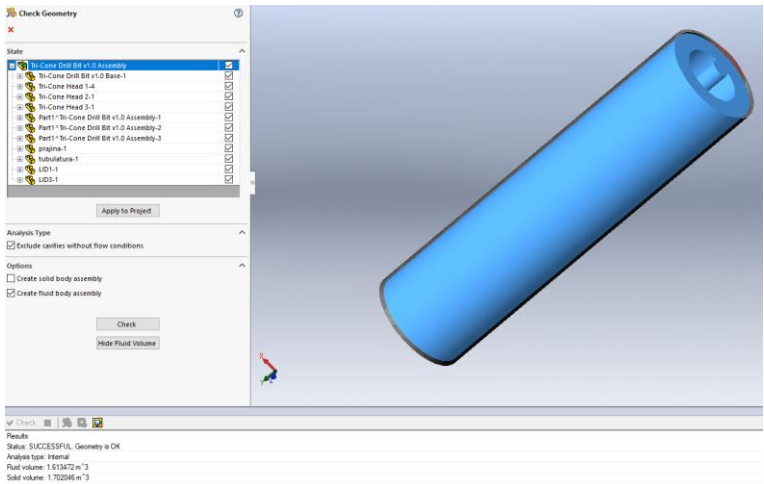 Check Geometry
State
Tri-Cone Drill Bit v1.0 Assembly
Tri-Cone Drill Bit v1.0 Base-1
Tri-Cone Head 1-4
Tri-Cone Head 2-1
Tri-Cone Head 3-1
Part1^Tri-Cone Drill Bit v1.0 Assembly-1
Part1^Tri-Cone Drill Bit v1.0 Assembly-2
Part1^Tri-Cone Drill Bit v1.0 Assembly-3
prajina-1
tubulatura-1
LID1-1
LID3-1
Apply to Project
Analysis Type
Exclude cavities without flow conditions
Options
Create solid body assembly
Create fluid body assembly
Check
Hide Fluid Volume
X
Y Z
Check
Results
Status: SUCCESSFUL. Geometry is OK
Analysis type: Internal
Fluid volume: 1.613472 m^3
Solid volume: 1.702046 m^3